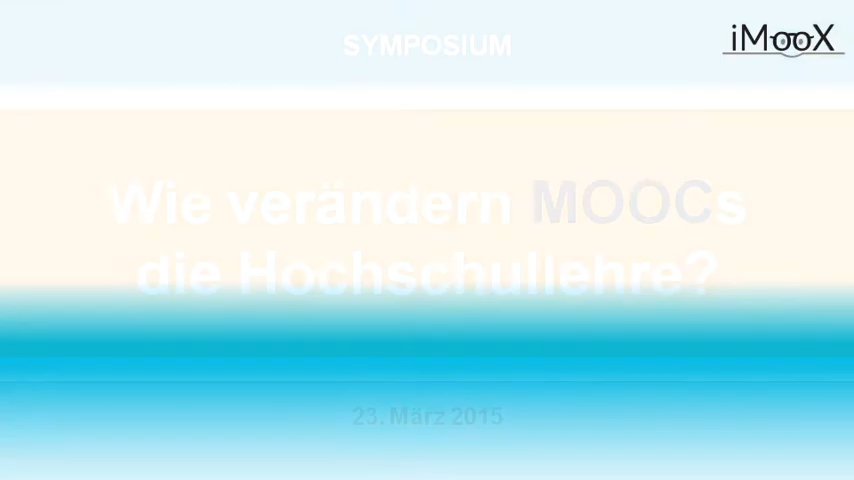 SYMPOSIUM
iMooX
Wie verändern MOOCs
die Hochschullehre?
23. März 2015